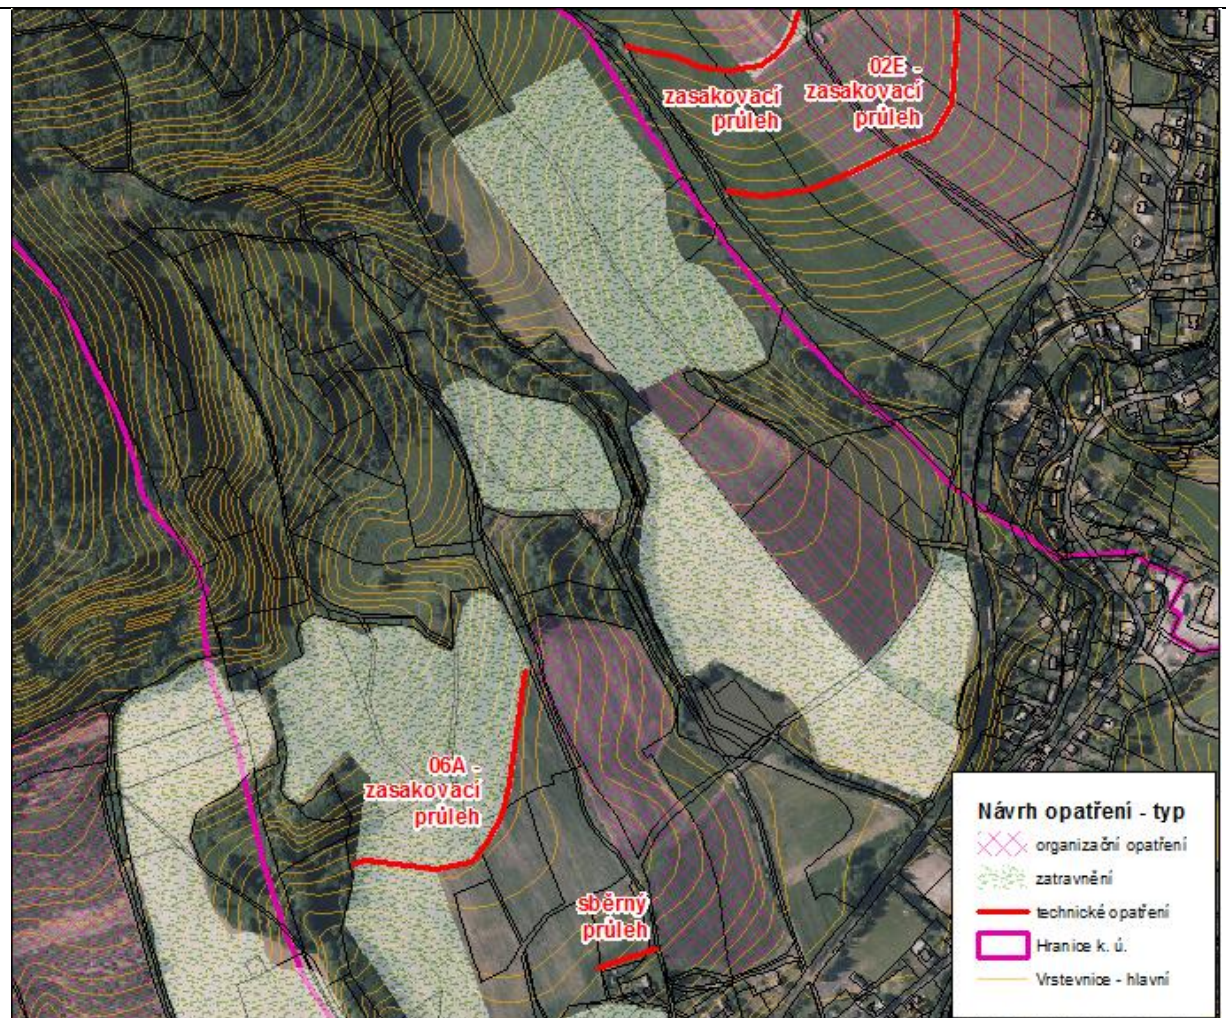 zasakovací
průleh
02E -
zasakovací
průleh
06A -
zasakovací
průleh
sběrný
průleh
Návrh opatření - typ
organizační opatření
zatravnění
technické opatření
Hranice k. ú.
Vrstevnice - hlavní